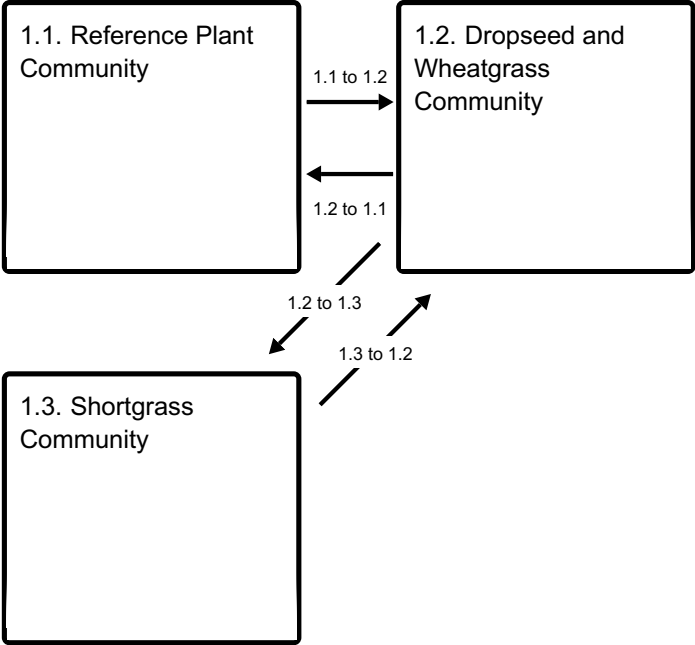 1.1. Reference Plant
Community
1.2. Dropseed and
Wheatgrass
Community
1.1 to 1.2
1.2 to 1.1
1.2 to 1.3
1.3 to 1.2
1.3. Shortgrass
Community